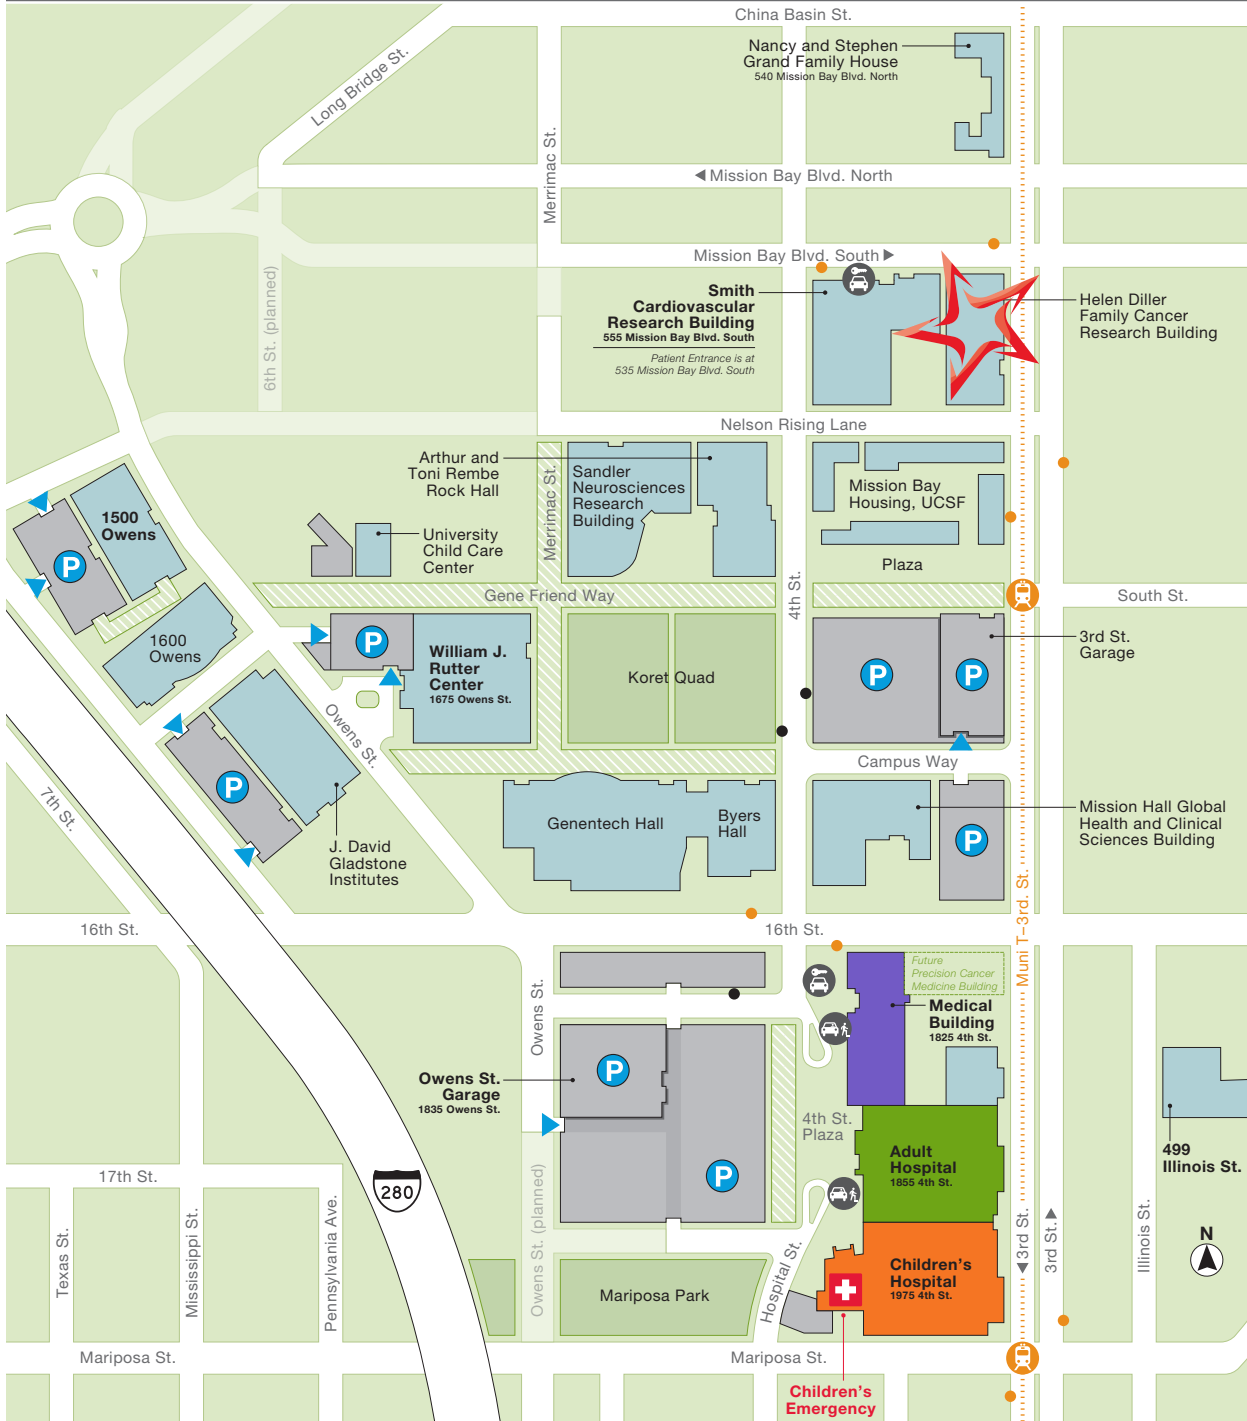 China Basin St.
Nancy and Stephen
Grand Family House
540 Mission Bay Blvd. North
Long Bridge St.
Merrimac St.
Mission Bay Blvd. North
Mission Bay Blvd. South
6th St. (planned)
Smith
Cardiovascular
Research Building
555 Mission Bay Blvd. South
Patient Entrance is at
535 Mission Bay Blvd. South
Helen Diller
Family Cancer
Research Building
Nelson Rising Lane
Arthur and
Toni Rembe
Rock Hall
Merrimac St.
Sandler
Neurosciences
Research
Building
Mission Bay
Housing, UCSF
1500
Owens
P
University
Child Care
Center
Plaza
Gene Friend Way
4th St.
South St.
1600
Owens
P
William J.
Rutter
Center
1675 Owens St.
Koret Quad
P
P
3rd St.
Garage
Owens St.
Campus Way
7th St.
P
J. David
Gladstone
Institutes
Genentech Hall
Byers
Hall
P
Mission Hall Global
Health and Clinical
Sciences Building
Muni T–3rd. St.
16th St.
16th St.
Future
Precision Cancer
Medicine Building
Owens St.
Medical
Building
1825 4th St.
Owens St.
Garage
1835 Owens St.
P
4th St.
Plaza
499
Illinois St.
Adult
Hospital
1855 4th St.
P
17th St.
280
Texas St.
Mississippi St.
Pennsylvania Ave.
Owens St. (planned)
Hospital St.
3rd St.
3rd St.
Illinois St.
N
Children's
Hospital
1975 4th St.
Mariposa Park
Mariposa St.
Mariposa St.
Children's
Emergency